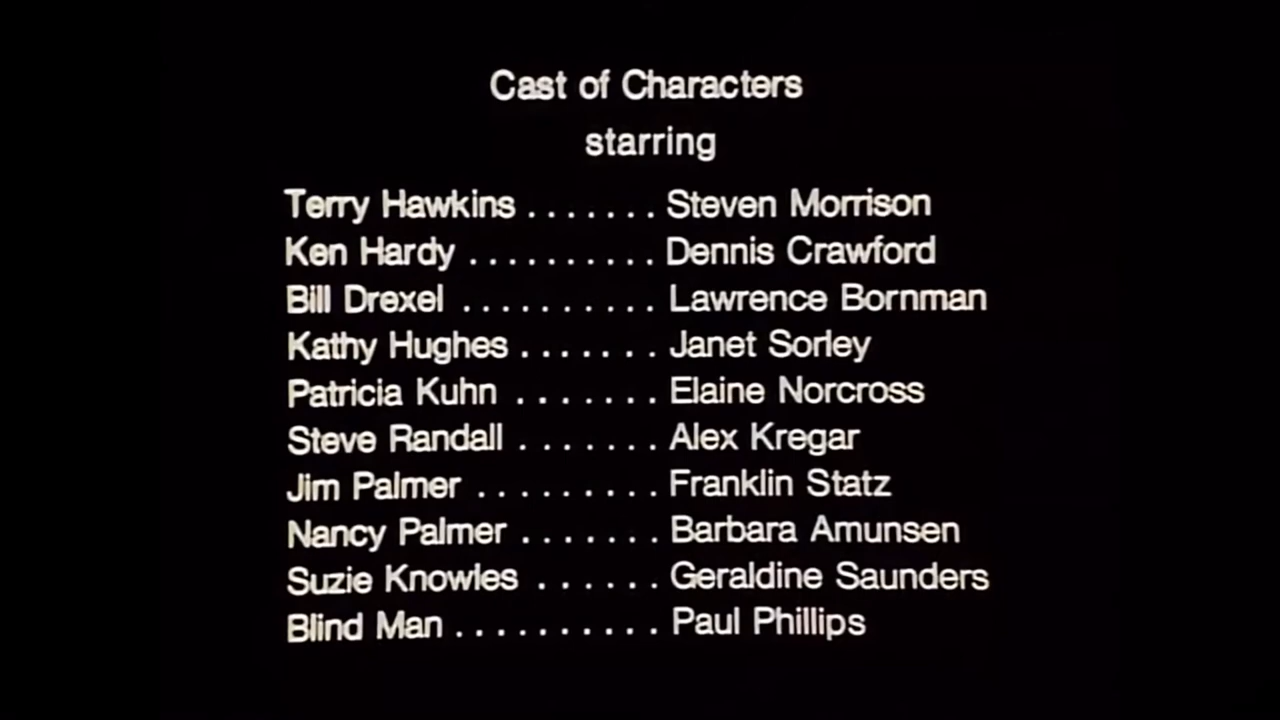 Cast of Characters
starring
Terry Hawkins ....... Steven Morrison
Ken Hardy .......... Dennis Crawford
Bill Drexel .......... Lawrence Bornman
Kathy Hughes ....... Janet Sorley
Patricia Kuhn ....... Elaine Norcross
Steve Randall ....... Alex Kregar
Jim Palmer ......... Franklin Statz
Nancy Palmer ....... Barbara Amunsen
Suzie Knowles ...... Geraldine Saunders
Blind Man .......... Paul Phillips